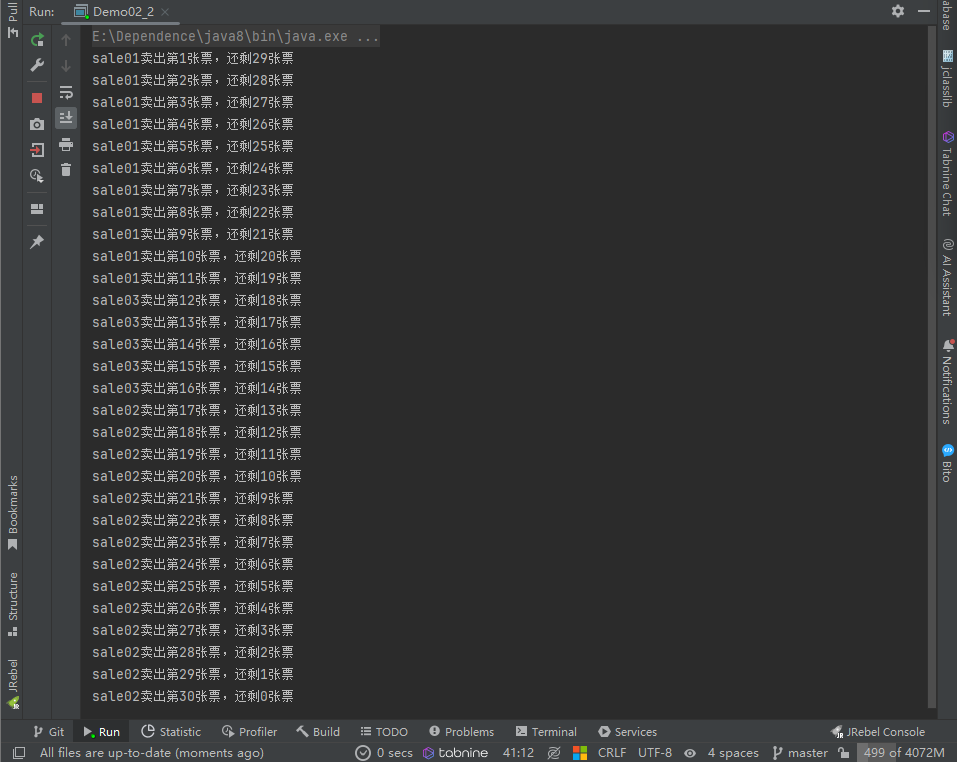 Run: Demo02_2
E:\Dependence\java8\bin\java.exe ...
sale01卖出第1张票，还剩29张票
sale01卖出第2张票，还剩28张票
sale01卖出第3张票，还剩27张票
sale01卖出第4张票，还剩26张票
sale01卖出第5张票，还剩25张票
sale01卖出第6张票，还剩24张票
sale01卖出第7张票，还剩23张票
sale01卖出第8张票，还剩22张票
sale01卖出第9张票，还剩21张票
sale01卖出第10张票，还剩20张票
sale01卖出第11张票，还剩19张票
sale03卖出第12张票，还剩18张票
sale03卖出第13张票，还剩17张票
sale03卖出第14张票，还剩16张票
sale03卖出第15张票，还剩15张票
sale03卖出第16张票，还剩14张票
sale02卖出第17张票，还剩13张票
sale02卖出第18张票，还剩12张票
sale02卖出第19张票，还剩11张票
sale02卖出第20张票，还剩10张票
sale02卖出第21张票，还剩9张票
sale02卖出第22张票，还剩8张票
sale02卖出第23张票，还剩7张票
sale02卖出第24张票，还剩6张票
sale02卖出第25张票，还剩5张票
sale02卖出第26张票，还剩4张票
sale02卖出第27张票，还剩3张票
sale02卖出第28张票，还剩2张票
sale02卖出第29张票，还剩1张票
sale02卖出第30张票，还剩0张票
Pull
Bookmarks
Structure
JRebel
abase
jclasslib
Tabnine Chat
AI Assistant
Notifications
Bito
Git Run Statistic Profiler Build TODO Problems Terminal Services JRebel Console
All files are up-to-date (moments ago) 0 secs tabnine 41:12 CRLF UTF-8 4 spaces master 499 of 4072M